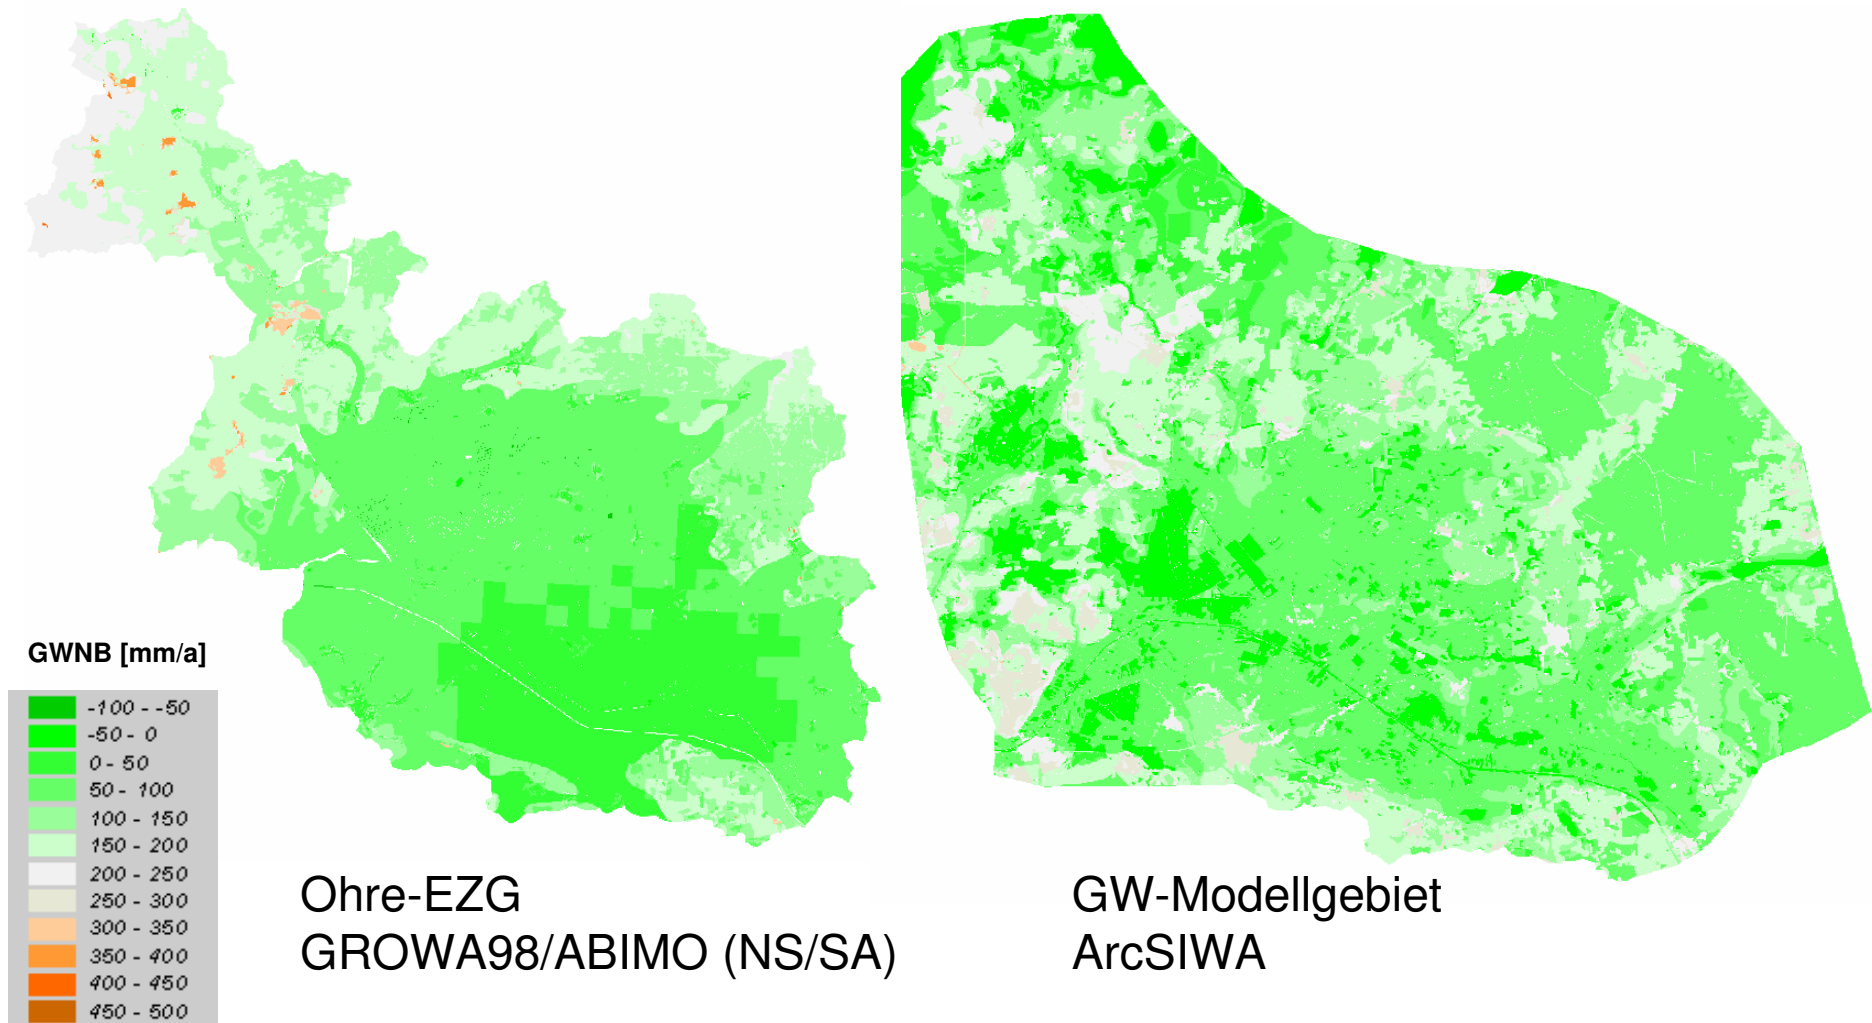 GWNB [mm/a]
-100 - -50
-50 - 0
0 - 50
50 - 100
100 - 150
150 - 200
200 - 250
250 - 300
300 - 350
350 - 400
400 - 450
450 - 500
Ohre-EZG
GROWA98/ABIMO (NS/SA)
GW-Modellgebiet
ArcSIWA